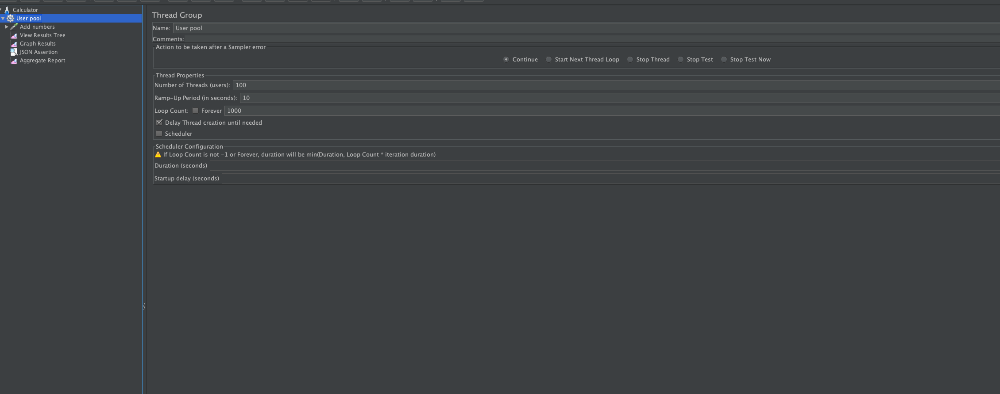 Calculator
User pool
Add numbers
View Results Tree
Graph Results
JSON Assertion
Aggregate Report
Thread Group
Name: User pool
Comments:
Action to be taken after a Sampler error
Continue Start Next Thread Loop Stop Thread Stop Test Stop Test Now
Thread Properties
Number of Threads (users): 100
Ramp-Up Period (in seconds): 10
Loop Count: Forever 1000
Delay Thread creation until needed
Scheduler
Scheduler Configuration
If Loop Count is not -1 or Forever, duration will be min(Duration, Loop Count * iteration duration)
Duration (seconds)
Startup delay (seconds)